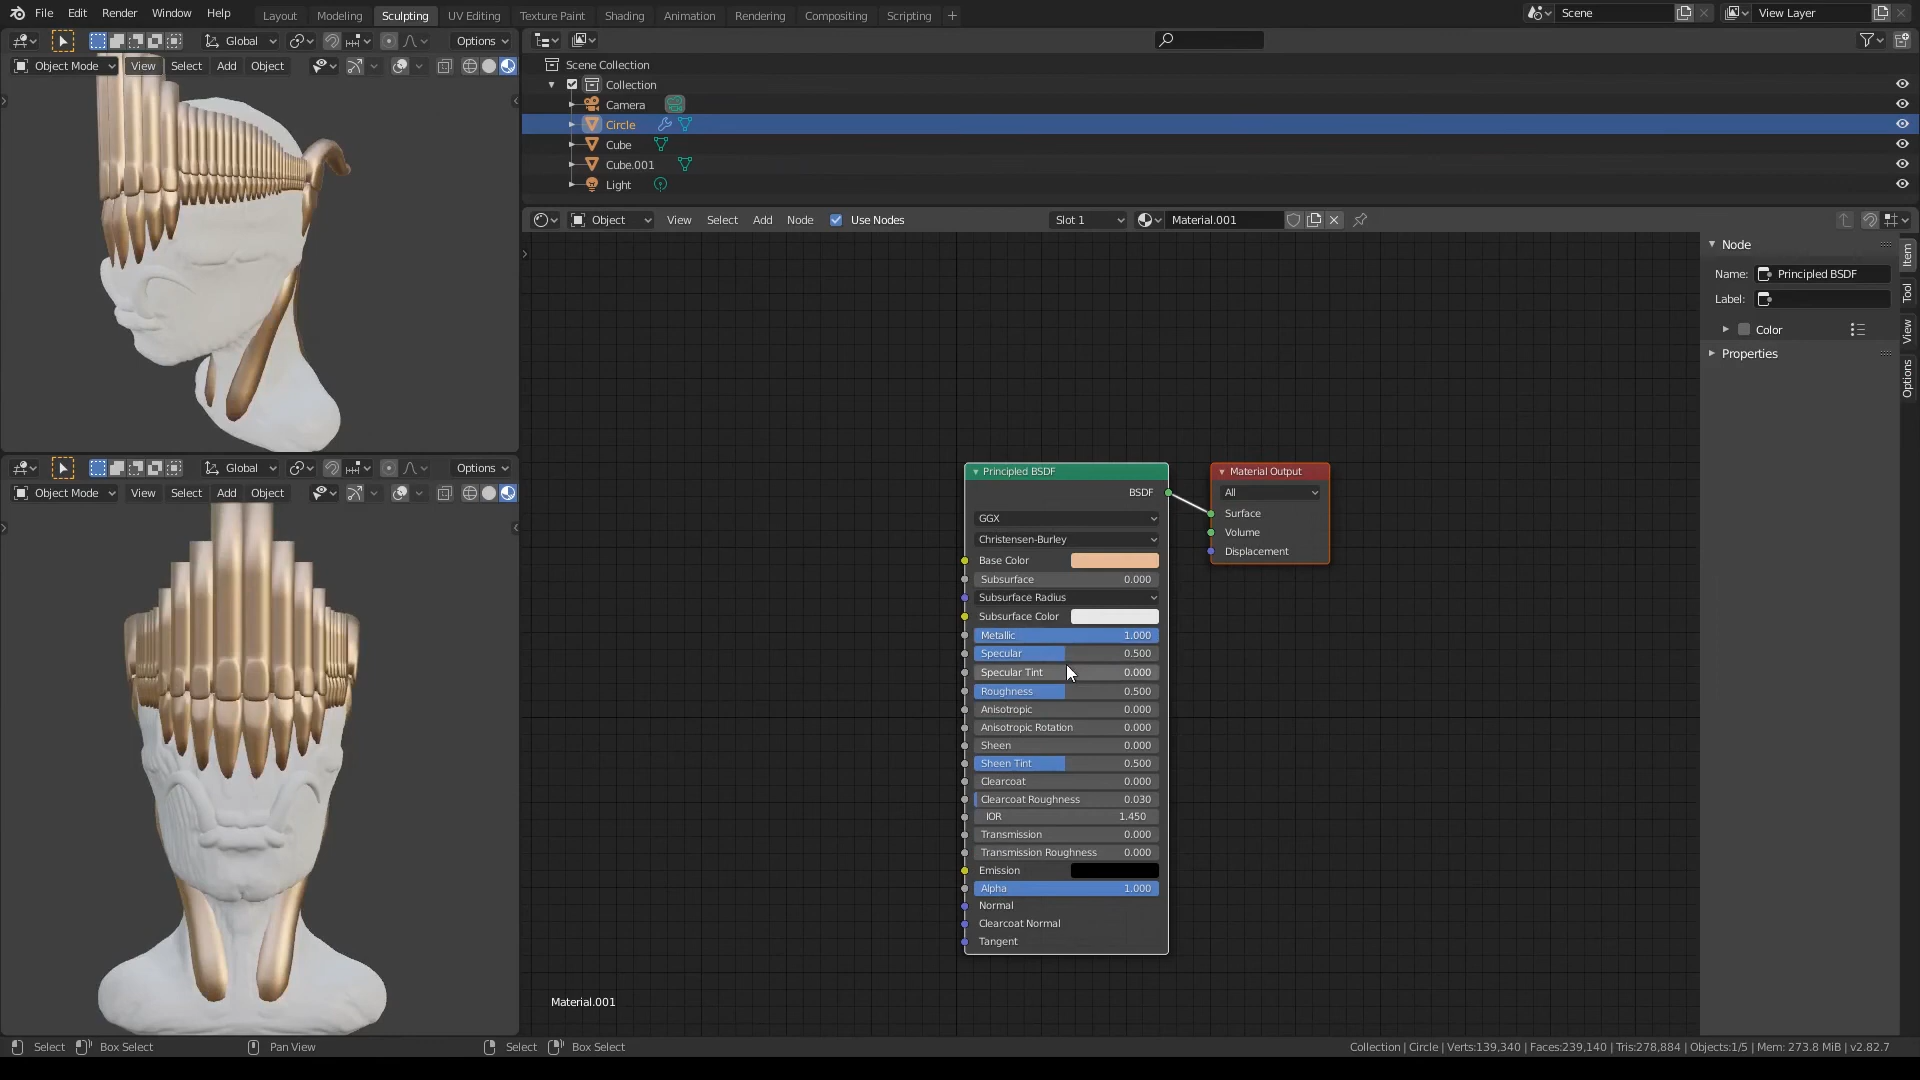 File Edit Render Window Help Layout Modeling Sculpting UV Editing Texture Paint Shading Animation Rendering Compositing Scripting + Scene View Layer
Global Options
Object Mode View Select Add Object
Scene Collection
Collection
Camera
Circle
Cube
Cube.001
Light
Object View Select Add Node Use Nodes Slot 1 Material.001
Node
Name: Principled BSDF
Label:
Color
Properties
Item
Tool
View
Options
Global Options
Object Mode View Select Add Object
Principled BSDF
BSDF
GGX
Christensen-Burley
Base Color
Subsurface 0.000
Subsurface Radius
Subsurface Color
Metallic 1.000
Specular 0.500
Specular Tint 0.000
Roughness 0.500
Anisotropic 0.000
Anisotropic Rotation 0.000
Sheen 0.000
Sheen Tint 0.500
Clearcoat 0.000
Clearcoat Roughness 0.030
IOR 1.450
Transmission 0.000
Transmission Roughness 0.000
Emission
Alpha 1.000
Normal
Clearcoat Normal
Tangent
Material Output
All
Surface
Volume
Displacement
Material.001
Select Box Select Pan View Select Box Select Collection | Circle | Verts:139,340 | Faces:239,140 | Tris:278,884 | Objects:1/5 | Mem: 273.8 MiB | v2.82.7